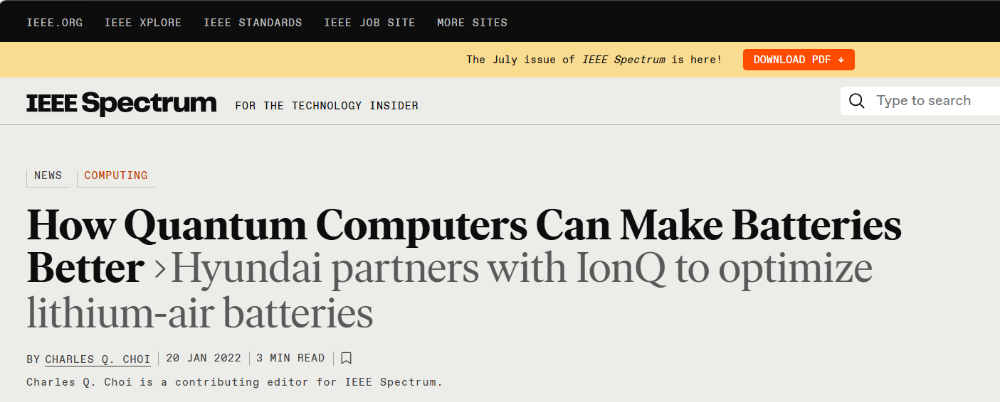 IEEE.ORG IEEE XPLORE IEEE STANDARDS IEEE JOB SITE MORE SITES
The July issue of IEEE Spectrum is here! DOWNLOAD PDF ↓
IEEE Spectrum FOR THE TECHNOLOGY INSIDER Type to search
NEWS COMPUTING
How Quantum Computers Can Make Batteries
Better > Hyundai partners with IonQ to optimize
lithium-air batteries
BY CHARLES Q. CHOI 20 JAN 2022 3 MIN READ
Charles Q. Choi is a contributing editor for IEEE Spectrum.